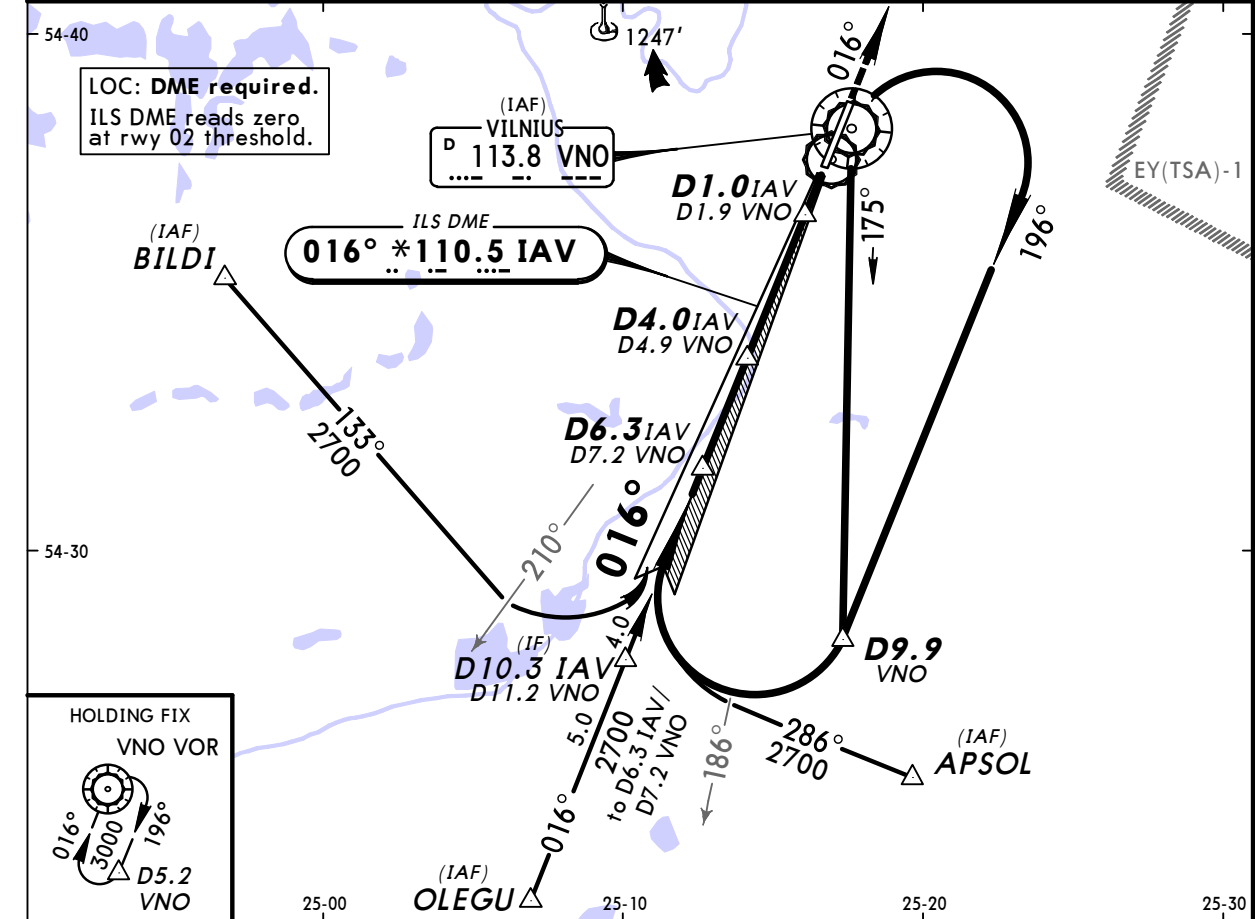 54-40
1247'
016°
LOC: DME required.
ILS DME reads zero
at rwy 02 threshold.
(IAF)
VILNIUS
D 113.8 VNO
EY(TSA)-1
D1.0 IAV
D1.9 VNO
175°
196°
ILS DME
016° *110.5 IAV
(IAF)
BILDI
D4.0 IAV
D4.9 VNO
133°
2700
D6.3 IAV
D7.2 VNO
016°
210°
54-30
4.0
(IF)
D10.3 IAV
D11.2 VNO
D9.9
VNO
5.0
2700
to D6.3 IAV/
D7.2 VNO
186°
286°
2700
(IAF)
APSOL
016°
(IAF)
OLEGU
HOLDING FIX
VNO VOR
016°
3000
196°
D5.2
VNO
25-00
25-10
25-20
25-30